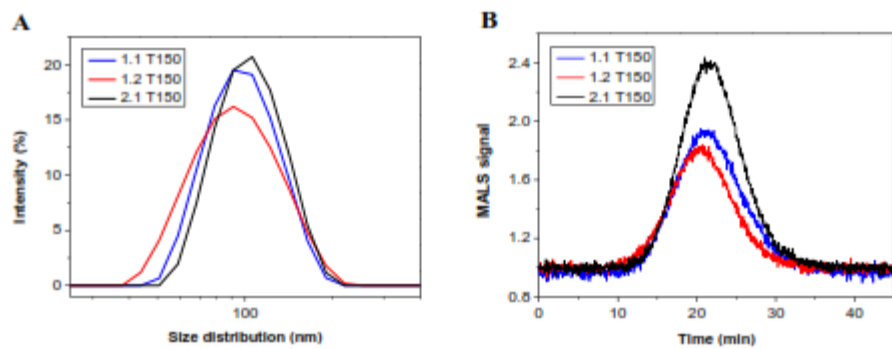 A
1.1 T150
1.2 T150
2.1 T150
Intensity (%)
20
15
10
5
0
100
Size distribution (nm)
B
1.1 T150
1.2 T150
2.1 T150
MALS signal
2.4
2.0
1.6
1.2
0.8
0
10
20
30
40
Time (min)